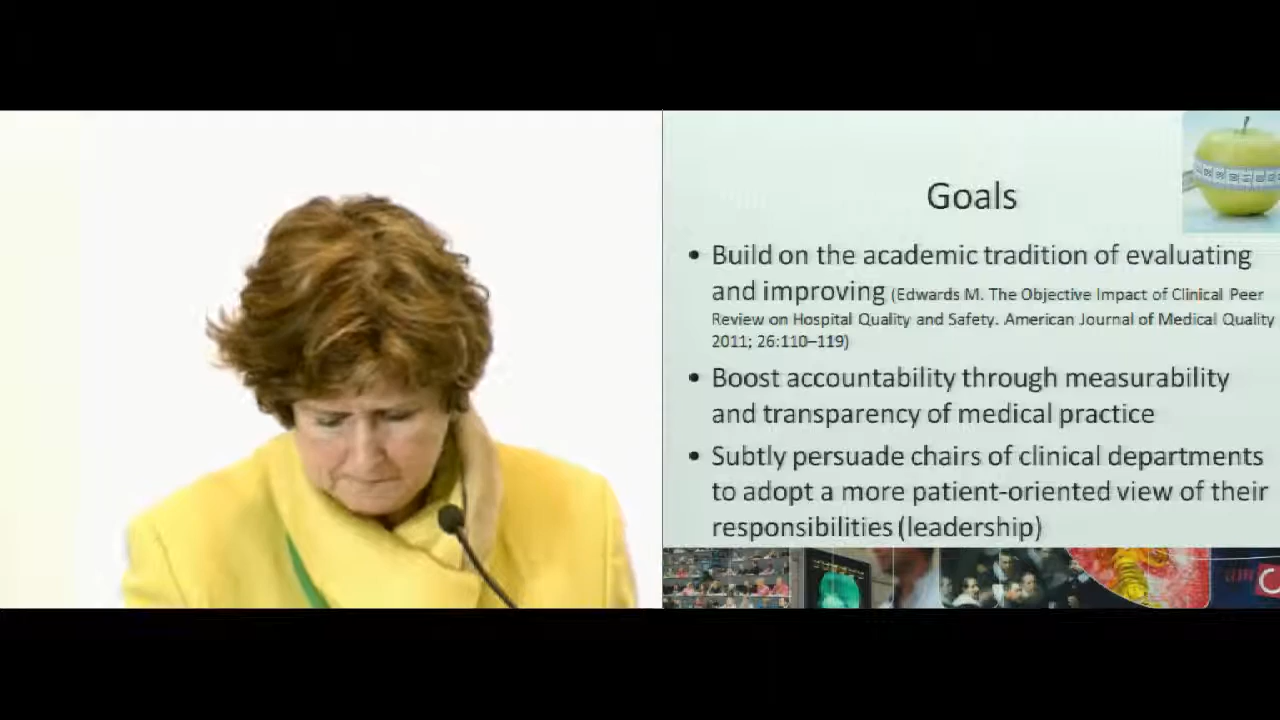 Goals
• Build on the academic tradition of evaluating
and improving (Edwards M. The Objective Impact of Clinical Peer
Review on Hospital Quality and Safety. American Journal of Medical Quality
2011; 26:110–119)
• Boost accountability through measurability
and transparency of medical practice
• Subtly persuade chairs of clinical departments
to adopt a more patient-oriented view of their
responsibilities (leadership)